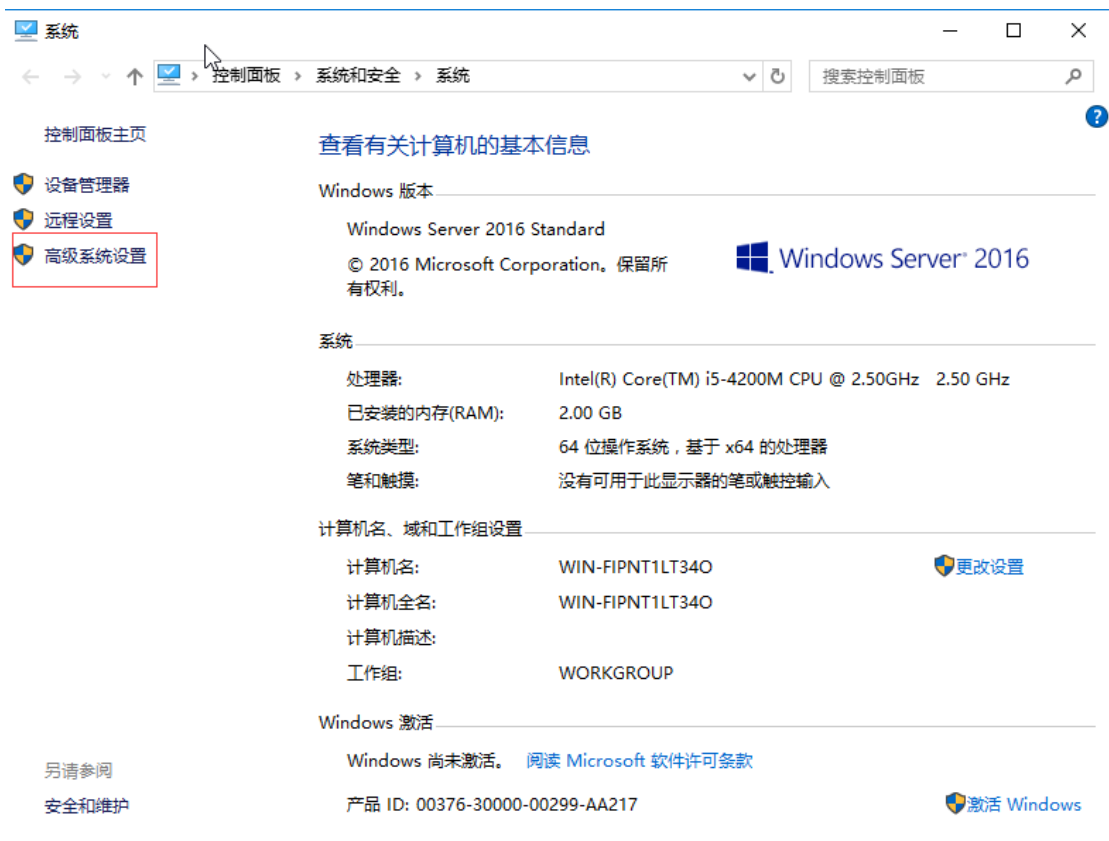 系统
控制面板 › 系统和安全 › 系统
搜索控制面板
控制面板主页
设备管理器
远程设置
高级系统设置
查看有关计算机的基本信息
Windows 版本
Windows Server 2016 Standard
© 2016 Microsoft Corporation。保留所
有权利。
Windows Server® 2016
系统
处理器: Intel(R) Core(TM) i5-4200M CPU @ 2.50GHz 2.50 GHz
已安装的内存(RAM): 2.00 GB
系统类型: 64 位操作系统，基于 x64 的处理器
笔和触摸: 没有可用于此显示器的笔或触控输入
计算机名、域和工作组设置
计算机名: WIN-FIPNT1LT34O 更改设置
计算机全名: WIN-FIPNT1LT34O
计算机描述:
工作组: WORKGROUP
Windows 激活
Windows 尚未激活。 阅读 Microsoft 软件许可条款
产品 ID: 00376-30000-00299-AA217 激活 Windows
另请参阅
安全和维护